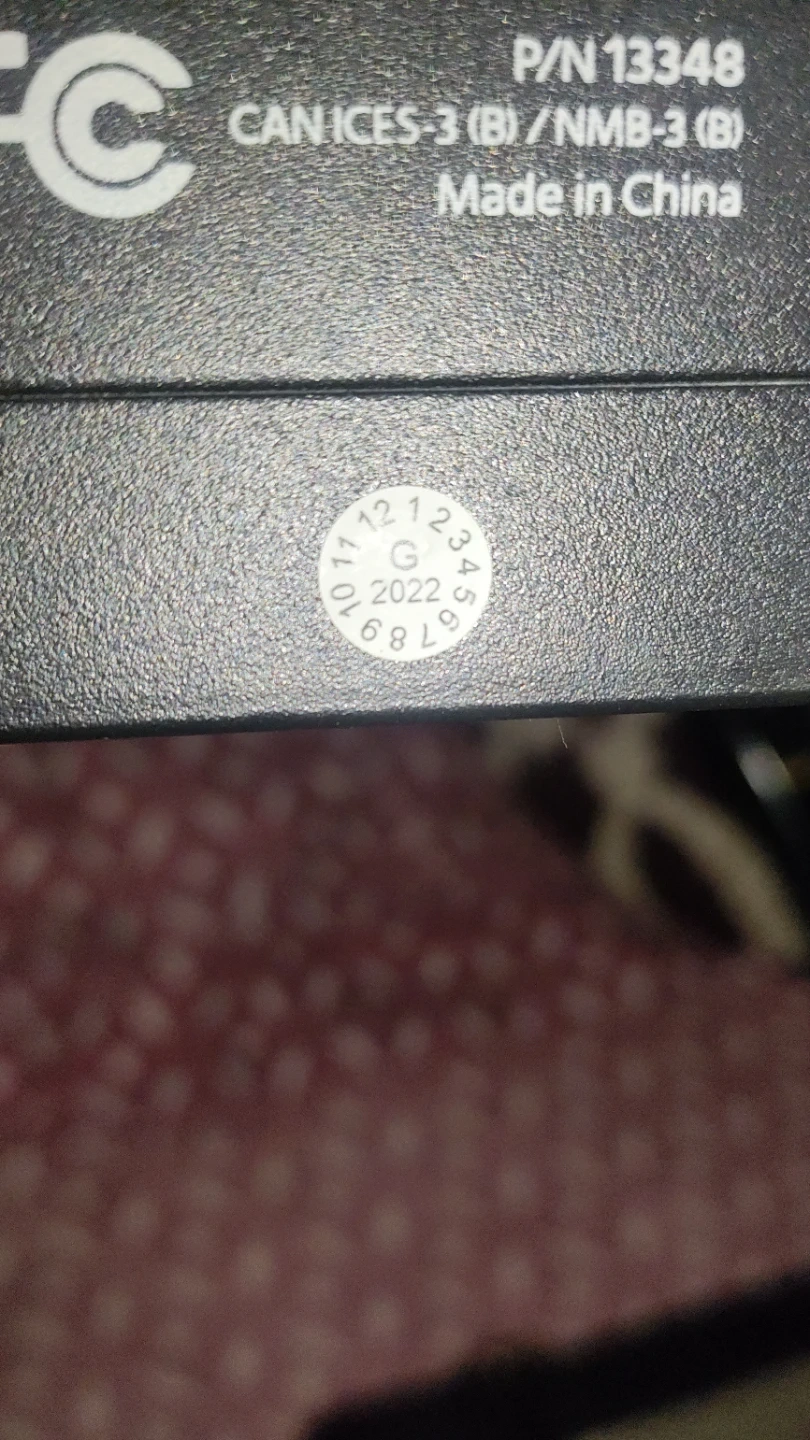 FC
P/N 13348
CAN ICES-3 (B) / NMB-3 (B)
Made in China
12 1 2 3 4 5 6 7 8 9 10 11
G
2022